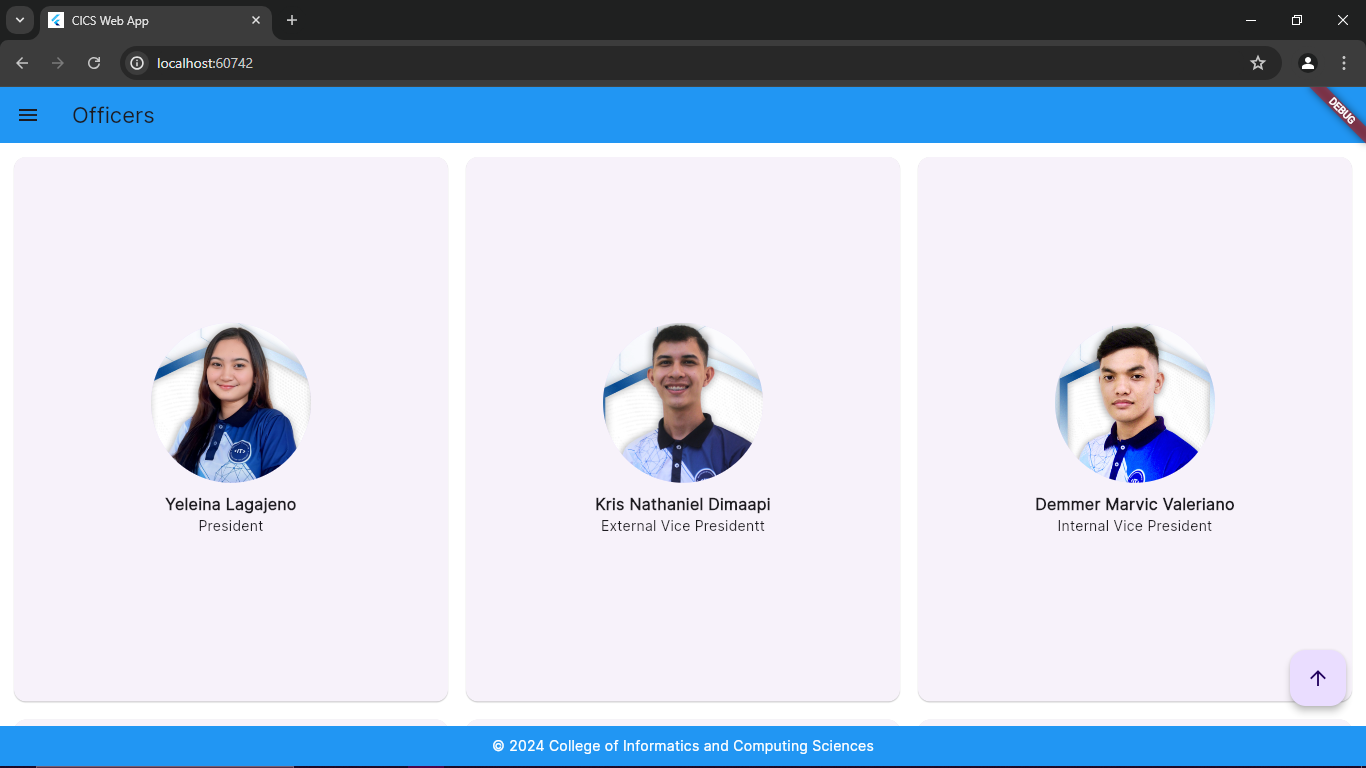 CICS Web App
localhost:60742
Officers
DEBUG
Yeleina Lagajeno
President
Kris Nathaniel Dimaapi
External Vice Presidentt
Demmer Marvic Valeriano
Internal Vice President
© 2024 College of Informatics and Computing Sciences